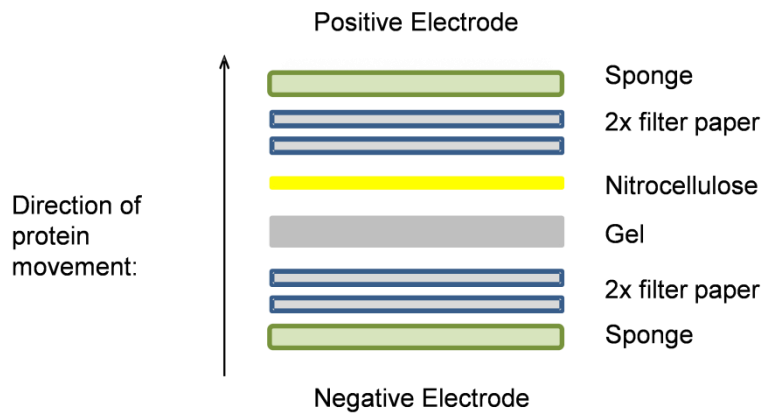 Positive Electrode
Sponge
2x filter paper
Nitrocellulose
Direction of
protein
movement:
Gel
2x filter paper
Sponge
Negative Electrode